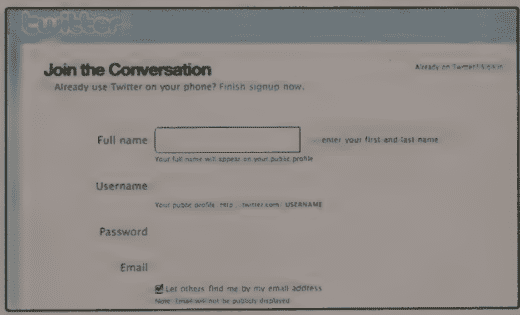 twitter
Join the Conversation
Already on Twitter? Sign in
Already use Twitter on your phone? Finish signup now.
Full name
enter your first and last name
Your full name will appear on your public profile
Username
Your public profile: http twitter.com USERNAME
Password
Email
Let others find me by my email address
Note: Email will not be publicly displayed